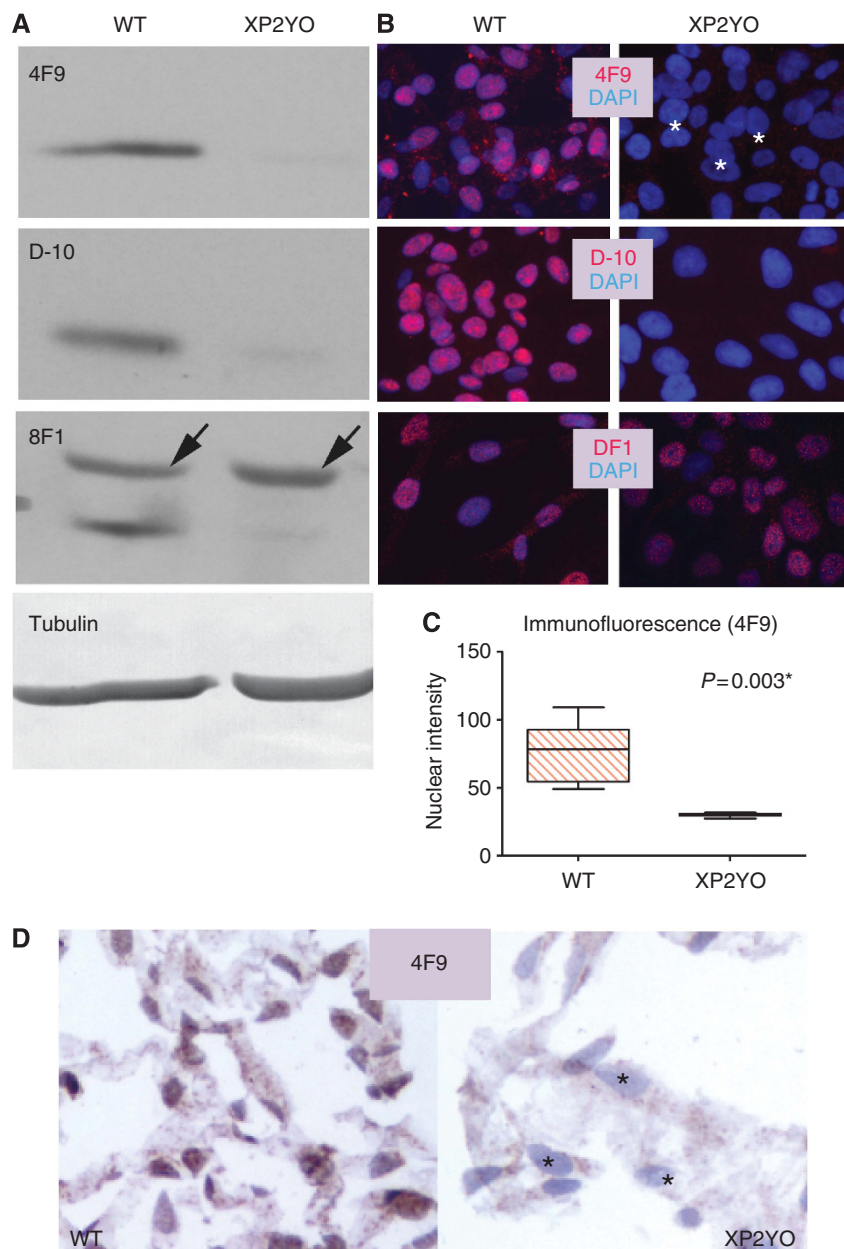 A
WT XP2YO
4F9
D-10
8F1
Tubulin
B
WT XP2YO
4F9
DAPI
*
*
*
D-10
DAPI
DF1
DAPI
C
Immunofluorescence (4F9)
Nuclear intensity
150
100
50
0
P=0.003*
WT XP2YO
D
4F9
*
*
*
WT
XP2YO